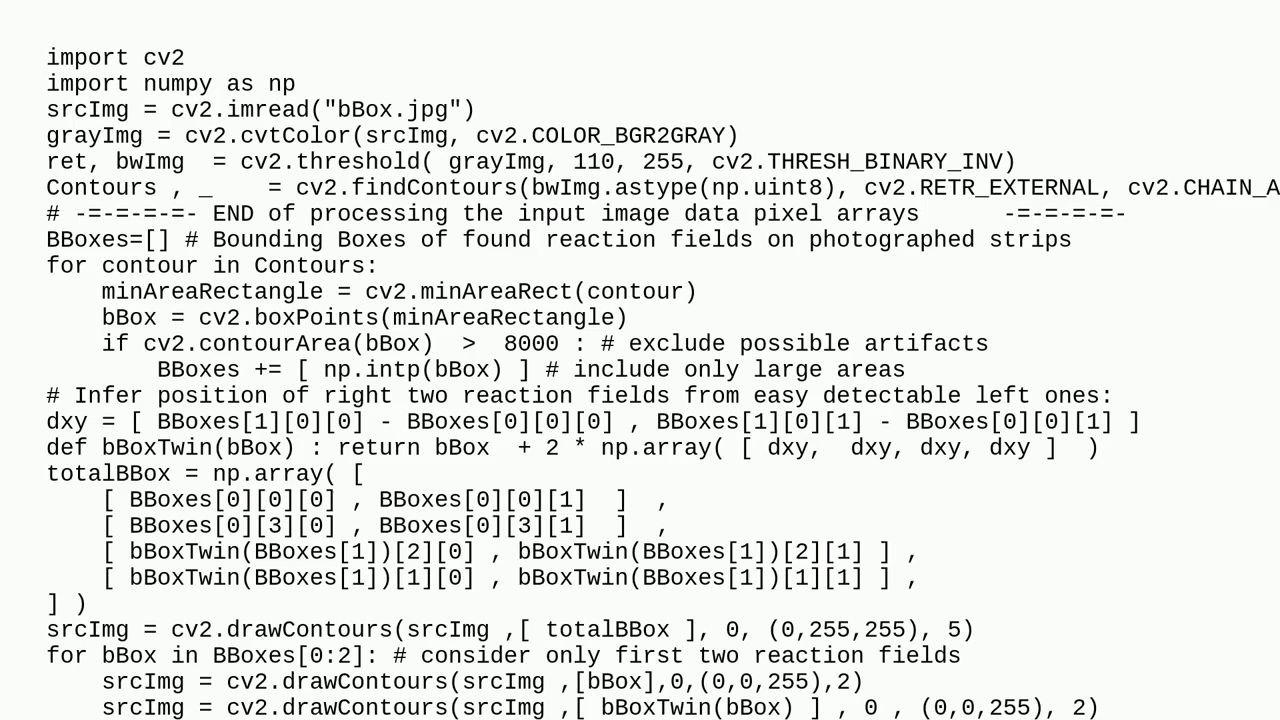 import cv2
import numpy as np
srcImg = cv2.imread("bBox.jpg")
grayImg = cv2.cvtColor(srcImg, cv2.COLOR_BGR2GRAY)
ret, bwImg  = cv2.threshold( grayImg, 110, 255, cv2.THRESH_BINARY_INV)
Contours , _    = cv2.findContours(bwImg.astype(np.uint8), cv2.RETR_EXTERNAL, cv2.CHAIN_A
# -=-=-=-=- END of processing the input image data pixel arrays      -=-=-=-=-
BBoxes=[] # Bounding Boxes of found reaction fields on photographed strips
for contour in Contours:
    minAreaRectangle = cv2.minAreaRect(contour)
    bBox = cv2.boxPoints(minAreaRectangle)
    if cv2.contourArea(bBox)  >  8000 : # exclude possible artifacts
        BBoxes += [ np.intp(bBox) ] # include only large areas
# Infer position of right two reaction fields from easy detectable left ones:
dxy = [ BBoxes[1][0][0] - BBoxes[0][0][0] , BBoxes[1][0][1] - BBoxes[0][0][1] ]
def bBoxTwin(bBox) : return bBox  + 2 * np.array( [ dxy,  dxy, dxy, dxy ]  )
totalBBox = np.array( [
    [ BBoxes[0][0][0] , BBoxes[0][0][1]  ]  ,
    [ BBoxes[0][3][0] , BBoxes[0][3][1]  ]  ,
    [ bBoxTwin(BBoxes[1])[2][0] , bBoxTwin(BBoxes[1])[2][1] ] ,
    [ bBoxTwin(BBoxes[1])[1][0] , bBoxTwin(BBoxes[1])[1][1] ] ,
] )
srcImg = cv2.drawContours(srcImg ,[ totalBBox ], 0, (0,255,255), 5)
for bBox in BBoxes[0:2]: # consider only first two reaction fields
    srcImg = cv2.drawContours(srcImg ,[bBox],0,(0,0,255),2)
    srcImg = cv2.drawContours(srcImg ,[ bBoxTwin(bBox) ] , 0 , (0,0,255), 2)